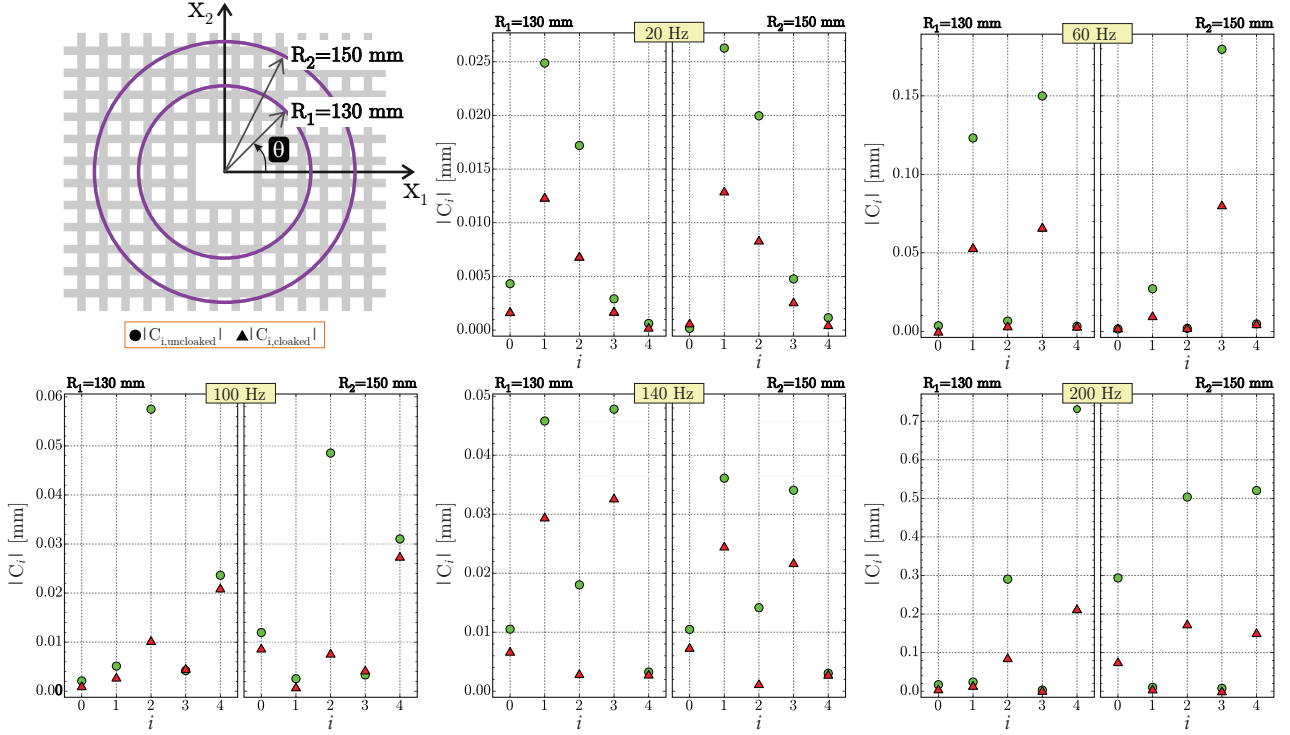 X2
R2=150 mm
R1=130 mm
θ
X1
|Ci,uncloaked| |Ci,cloaked|
R1=130 mm 20 Hz R2=150 mm
|Ci| [mm]
0.025
0.020
0.015
0.010
0.005
0.000
0 1 2 3 4 0 1 2 3 4
i
R1=130 mm 60 Hz R2=150 mm
|Ci| [mm]
0.15
0.10
0.05
0.00
0 1 2 3 4 0 1 2 3 4
i
R1=130 mm 100 Hz R2=150 mm
|Ci| [mm]
0.06
0.05
0.04
0.03
0.02
0.01
0.00
0 1 2 3 4 0 1 2 3 4
i
R1=130 mm 140 Hz R2=150 mm
|Ci| [mm]
0.05
0.04
0.03
0.02
0.01
0.00
0 1 2 3 4 0 1 2 3 4
i
R1=130 mm 200 Hz R2=150 mm
|Ci| [mm]
0.7
0.6
0.5
0.4
0.3
0.2
0.1
0.0
0 1 2 3 4 0 1 2 3 4
i